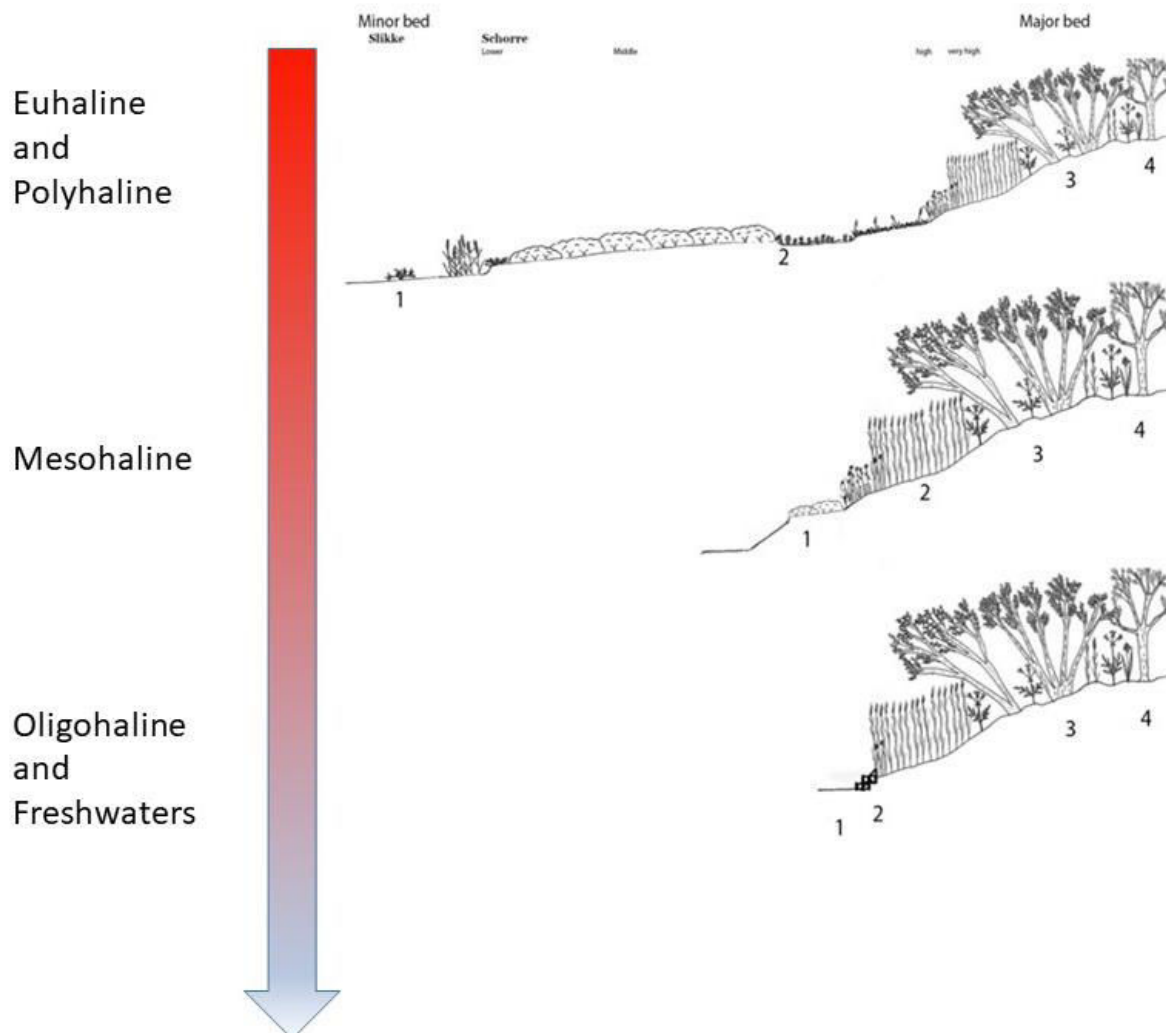 Minor bed
Major bed
Slikke
Schorre
Lower
Middle
high
very high
Euhaline
and
Polyhaline
1
2
3
4
Mesohaline
1
2
3
4
Oligohaline
and
Freshwaters
1
2
3
4